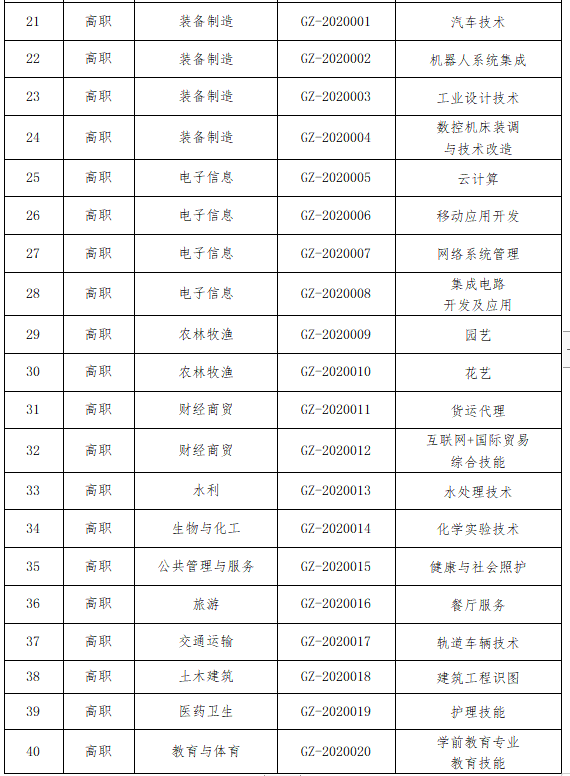 21 高职 装备制造 GZ-2020001 汽车技术
22 高职 装备制造 GZ-2020002 机器人系统集成
23 高职 装备制造 GZ-2020003 工业设计技术
24 高职 装备制造 GZ-2020004 数控机床装调
与技术改造
25 高职 电子信息 GZ-2020005 云计算
26 高职 电子信息 GZ-2020006 移动应用开发
27 高职 电子信息 GZ-2020007 网络系统管理
28 高职 电子信息 GZ-2020008 集成电路
开发及应用
29 高职 农林牧渔 GZ-2020009 园艺
30 高职 农林牧渔 GZ-2020010 花艺
31 高职 财经商贸 GZ-2020011 货运代理
32 高职 财经商贸 GZ-2020012 互联网+国际贸易
综合技能
33 高职 水利 GZ-2020013 水处理技术
34 高职 生物与化工 GZ-2020014 化学实验技术
35 高职 公共管理与服务 GZ-2020015 健康与社会照护
36 高职 旅游 GZ-2020016 餐厅服务
37 高职 交通运输 GZ-2020017 轨道车辆技术
38 高职 土木建筑 GZ-2020018 建筑工程识图
39 高职 医药卫生 GZ-2020019 护理技能
40 高职 教育与体育 GZ-2020020 学前教育专业
教育技能